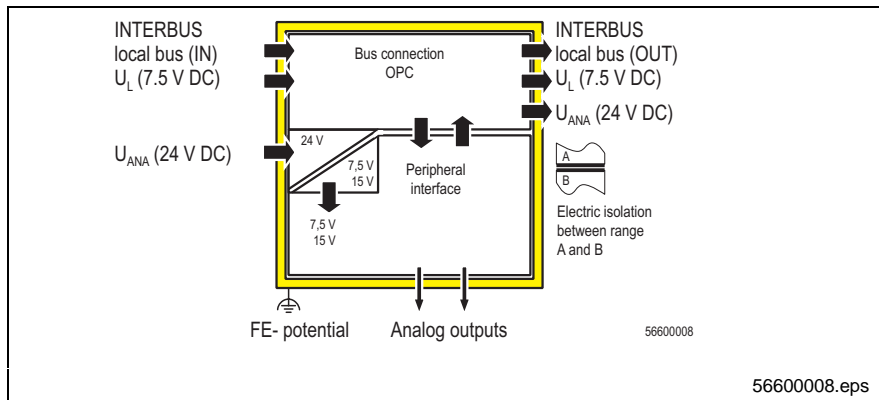 INTERBUS
local bus (IN)
U_L (7.5 V DC)
U_ANA (24 V DC)
Bus connection
OPC
24 V
7,5 V
15 V
7,5 V
15 V
Peripheral
interface
INTERBUS
local bus (OUT)
U_L (7.5 V DC)
U_ANA (24 V DC)
A
B
Electric isolation
between range
A and B
FE- potential
Analog outputs
56600008
56600008.eps